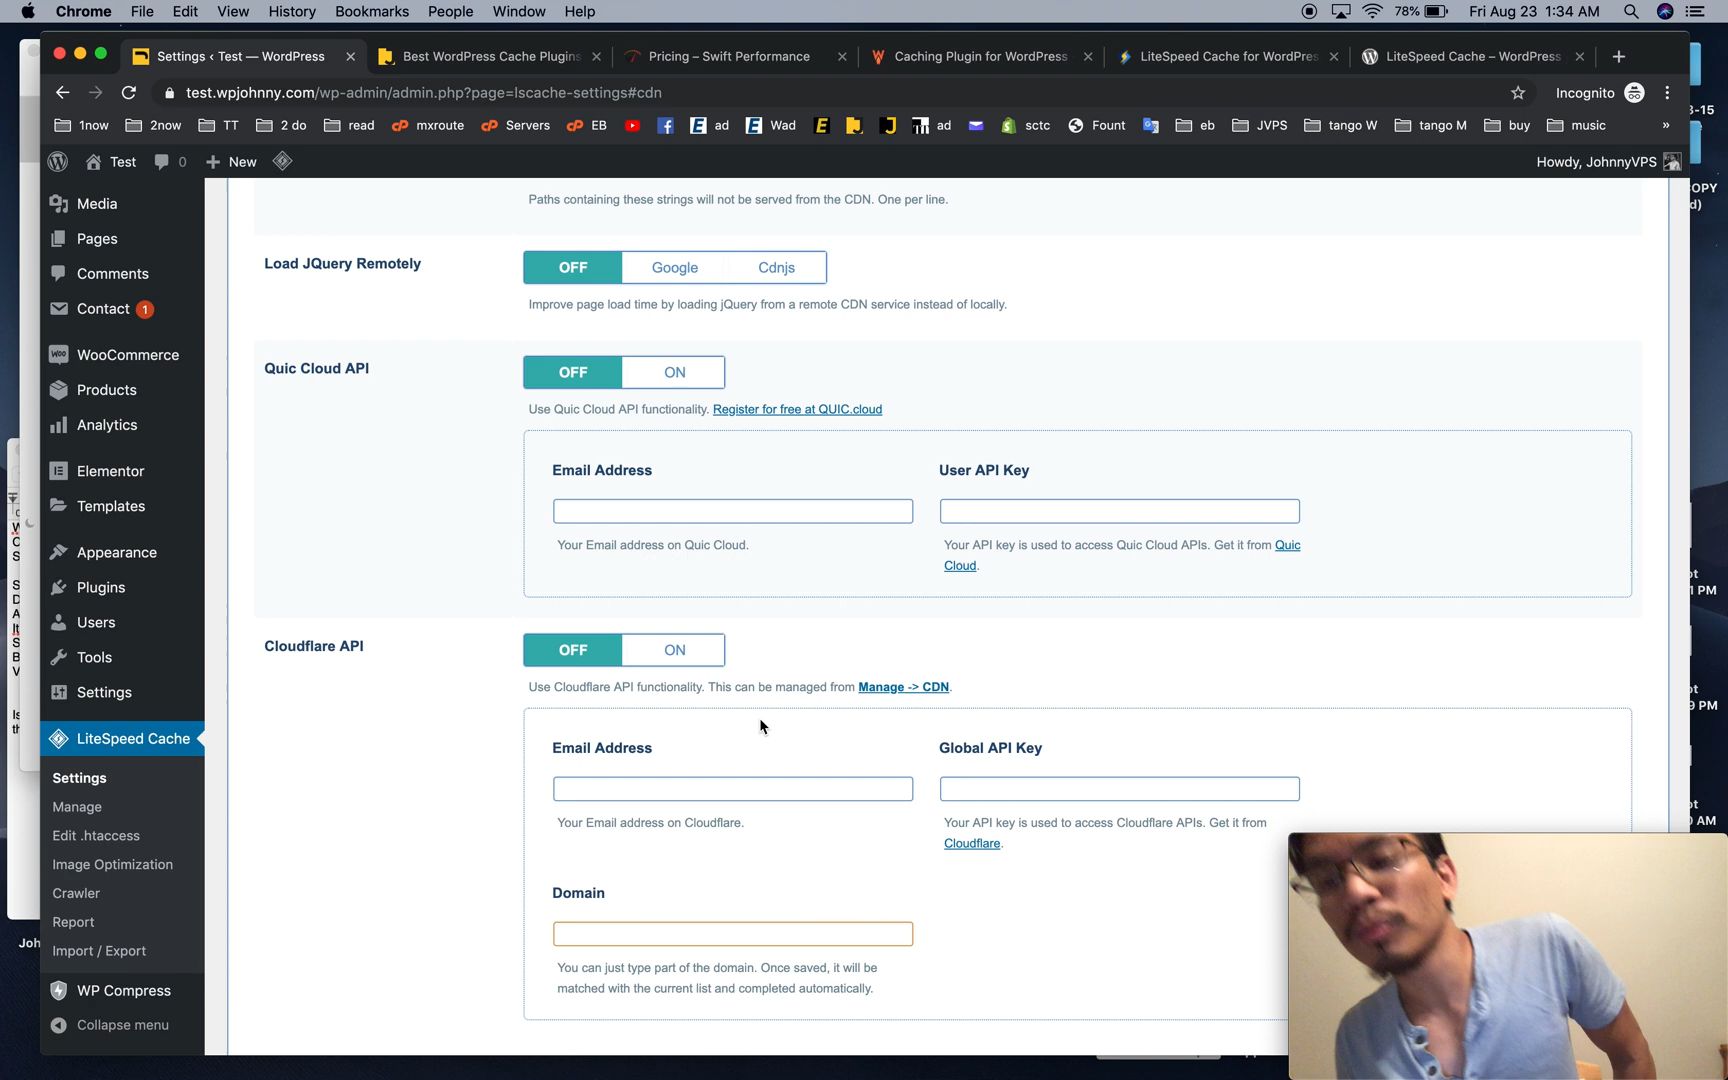 Chrome File Edit View History Bookmarks People Window Help 78% Fri Aug 23 1:34 AM
Settings ‹ Test — WordPress Best WordPress Cache Plugins Pricing – Swift Performance Caching Plugin for WordPress LiteSpeed Cache for WordPres LiteSpeed Cache – WordPress
test.wpjohnny.com/wp-admin/admin.php?page=lscache-settings#cdn Incognito
1now 2now TT 2 do read mxroute Servers EB ad Wad ad sctc Fount eb JVPS tango W tango M buy music »
Test 0 New Howdy, JohnnyVPS
Media
Pages
Comments
Contact 1
WooCommerce
Products
Analytics
Elementor
Templates
Appearance
Plugins
Users
Tools
Settings
LiteSpeed Cache
Settings
Manage
Edit .htaccess
Image Optimization
Crawler
Report
Import / Export
WP Compress
Collapse menu
Paths containing these strings will not be served from the CDN. One per line.
Load JQuery Remotely
OFF Google Cdnjs
Improve page load time by loading jQuery from a remote CDN service instead of locally.
Quic Cloud API
OFF ON
Use Quic Cloud API functionality. Register for free at QUIC.cloud
Email Address User API Key
Your Email address on Quic Cloud. Your API key is used to access Quic Cloud APIs. Get it from Quic
Cloud.
Cloudflare API
OFF ON
Use Cloudflare API functionality. This can be managed from Manage -> CDN.
Email Address Global API Key
Your Email address on Cloudflare. Your API key is used to access Cloudflare APIs. Get it from
Cloudflare.
Domain
You can just type part of the domain. Once saved, it will be
matched with the current list and completed automatically.